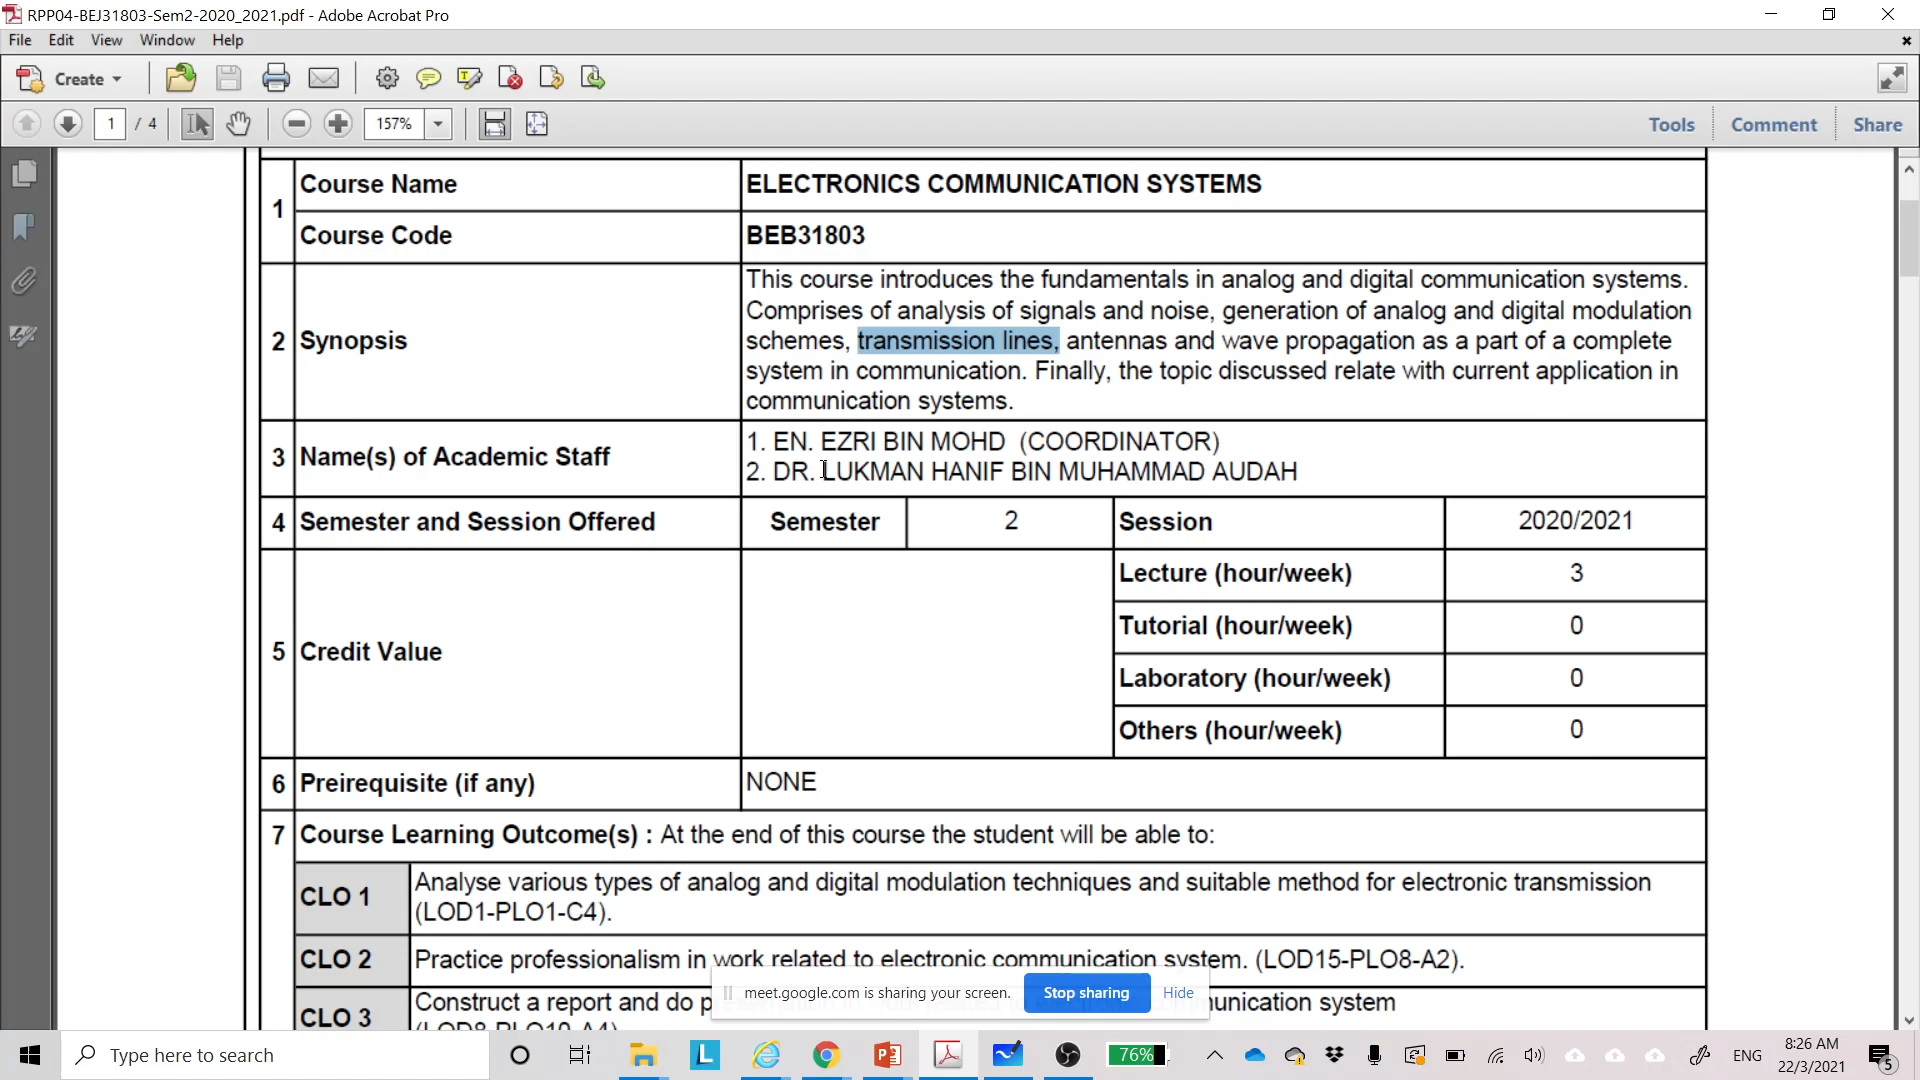 RPP04-BEJ31803-Sem2-2020_2021.pdf - Adobe Acrobat Pro
File Edit View Window Help
Create
1 / 4 157% Tools Comment Share
1 Course Name ELECTRONICS COMMUNICATION SYSTEMS
Course Code BEB31803
2 Synopsis
This course introduces the fundamentals in analog and digital communication systems.
Comprises of analysis of signals and noise, generation of analog and digital modulation
schemes, transmission lines, antennas and wave propagation as a part of a complete
system in communication. Finally, the topic discussed relate with current application in
communication systems.
3 Name(s) of Academic Staff
1. EN. EZRI BIN MOHD (COORDINATOR)
2. DR. LUKMAN HANIF BIN MUHAMMAD AUDAH
4 Semester and Session Offered Semester 2 Session 2020/2021
5 Credit Value
Lecture (hour/week) 3
Tutorial (hour/week) 0
Laboratory (hour/week) 0
Others (hour/week) 0
6 Preirequisite (if any) NONE
7 Course Learning Outcome(s) : At the end of this course the student will be able to:
CLO 1 Analyse various types of analog and digital modulation techniques and suitable method for electronic transmission
(LOD1-PLO1-C4).
CLO 2 Practice professionalism in work related to electronic communication system. (LOD15-PLO8-A2).
CLO 3 Construct a report and do munication system
meet.google.com is sharing your screen. Stop sharing Hide
Type here to search
76%
ENG
8:26 AM
22/3/2021
5